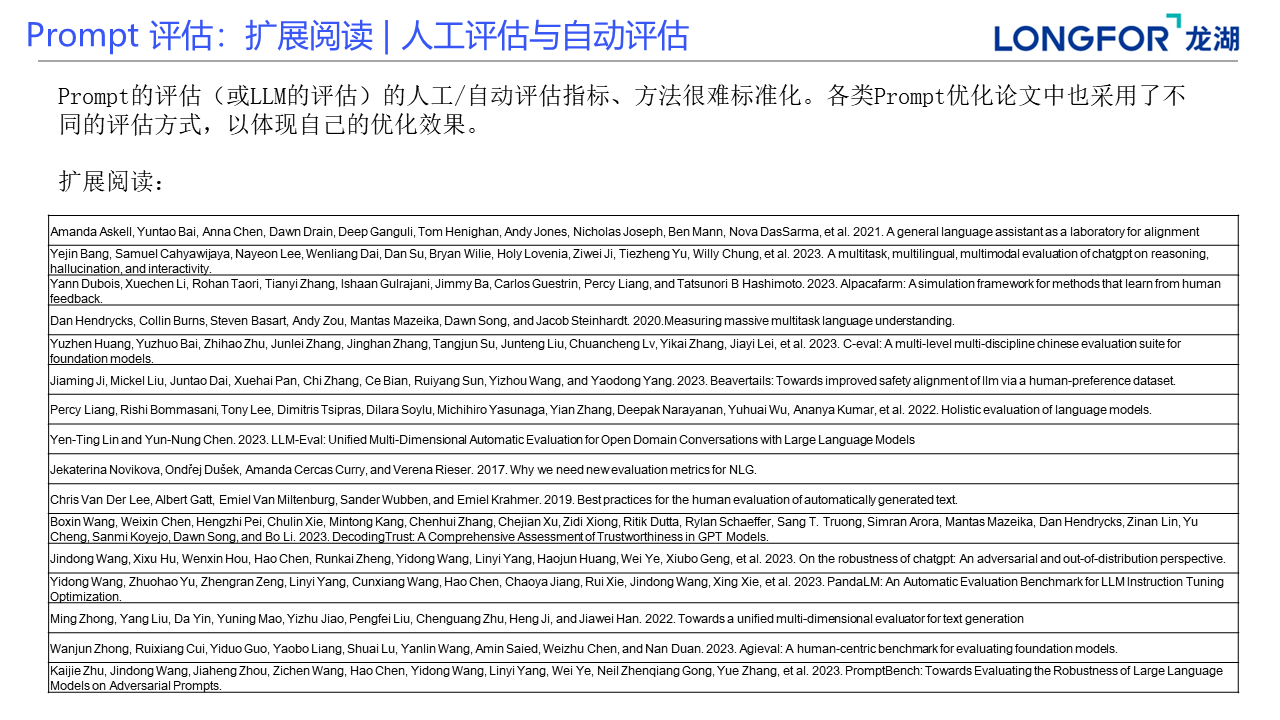 Prompt 评估：扩展阅读 | 人工评估与自动评估
LONGFOR 龙湖
Prompt的评估（或LLM的评估）的人工/自动评估指标、方法很难标准化。各类Prompt优化论文中也采用了不
同的评估方式，以体现自己的优化效果。
扩展阅读：
Amanda Askell, Yuntao Bai, Anna Chen, Dawn Drain, Deep Ganguli, Tom Henighan, Andy Jones, Nicholas Joseph, Ben Mann, Nova DasSarma, et al. 2021. A general language assistant as a laboratory for alignment
Yejin Bang, Samuel Cahyawijaya, Nayeon Lee, Wenliang Dai, Dan Su, Bryan Wilie, Holy Lovenia, Ziwei Ji, Tiezheng Yu, Willy Chung, et al. 2023. A multitask, multilingual, multimodal evaluation of chatgpt on reasoning,
hallucination, and interactivity.
Yann Dubois, Xuechen Li, Rohan Taori, Tianyi Zhang, Ishaan Gulrajani, Jimmy Ba, Carlos Guestrin, Percy Liang, and Tatsunori B Hashimoto. 2023. Alpacafarm: A simulation framework for methods that learn from human
feedback.
Dan Hendrycks, Collin Burns, Steven Basart, Andy Zou, Mantas Mazeika, Dawn Song, and Jacob Steinhardt. 2020.Measuring massive multitask language understanding.
Yuzhen Huang, Yuzhuo Bai, Zhihao Zhu, Junlei Zhang, Jinghan Zhang, Tangjun Su, Junteng Liu, Chuancheng Lv, Yikai Zhang, Jiayi Lei, et al. 2023. C-eval: A multi-level multi-discipline chinese evaluation suite for
foundation models.
Jiaming Ji, Mickel Liu, Juntao Dai, Xuehai Pan, Chi Zhang, Ce Bian, Ruiyang Sun, Yizhou Wang, and Yaodong Yang. 2023. Beavertails: Towards improved safety alignment of llm via a human-preference dataset.
Percy Liang, Rishi Bommasani, Tony Lee, Dimitris Tsipras, Dilara Soylu, Michihiro Yasunaga, Yian Zhang, Deepak Narayanan, Yuhuai Wu, Ananya Kumar, et al. 2022. Holistic evaluation of language models.
Yen-Ting Lin and Yun-Nung Chen. 2023. LLM-Eval: Unified Multi-Dimensional Automatic Evaluation for Open Domain Conversations with Large Language Models
Jekaterina Novikova, Ondřej Dušek, Amanda Cercas Curry, and Verena Rieser. 2017. Why we need new evaluation metrics for NLG.
Chris Van Der Lee, Albert Gatt, Emiel Van Miltenburg, Sander Wubben, and Emiel Krahmer. 2019. Best practices for the human evaluation of automatically generated text.
Boxin Wang, Weixin Chen, Hengzhi Pei, Chulin Xie, Mintong Kang, Chenhui Zhang, Chejian Xu, Zidi Xiong, Ritik Dutta, Rylan Schaeffer, Sang T. Truong, Simran Arora, Mantas Mazeika, Dan Hendrycks, Zinan Lin, Yu
Cheng, Sanmi Koyejo, Dawn Song, and Bo Li. 2023. DecodingTrust: A Comprehensive Assessment of Trustworthiness in GPT Models.
Jindong Wang, Xixu Hu, Wenxin Hou, Hao Chen, Runkai Zheng, Yidong Wang, Linyi Yang, Haojun Huang, Wei Ye, Xiubo Geng, et al. 2023. On the robustness of chatgpt: An adversarial and out-of-distribution perspective.
Yidong Wang, Zhuohao Yu, Zhengran Zeng, Linyi Yang, Cunxiang Wang, Hao Chen, Chaoya Jiang, Rui Xie, Jindong Wang, Xing Xie, et al. 2023. PandaLM: An Automatic Evaluation Benchmark for LLM Instruction Tuning
Optimization.
Ming Zhong, Yang Liu, Da Yin, Yuning Mao, Yizhu Jiao, Pengfei Liu, Chenguang Zhu, Heng Ji, and Jiawei Han. 2022. Towards a unified multi-dimensional evaluator for text generation
Wanjun Zhong, Ruixiang Cui, Yiduo Guo, Yaobo Liang, Shuai Lu, Yanlin Wang, Amin Saied, Weizhu Chen, and Nan Duan. 2023. Agieval: A human-centric benchmark for evaluating foundation models.
Kaijie Zhu, Jindong Wang, Jiaheng Zhou, Zichen Wang, Hao Chen, Yidong Wang, Linyi Yang, Wei Ye, Neil Zhenqiang Gong, Yue Zhang, et al. 2023. PromptBench: Towards Evaluating the Robustness of Large Language
Models on Adversarial Prompts.